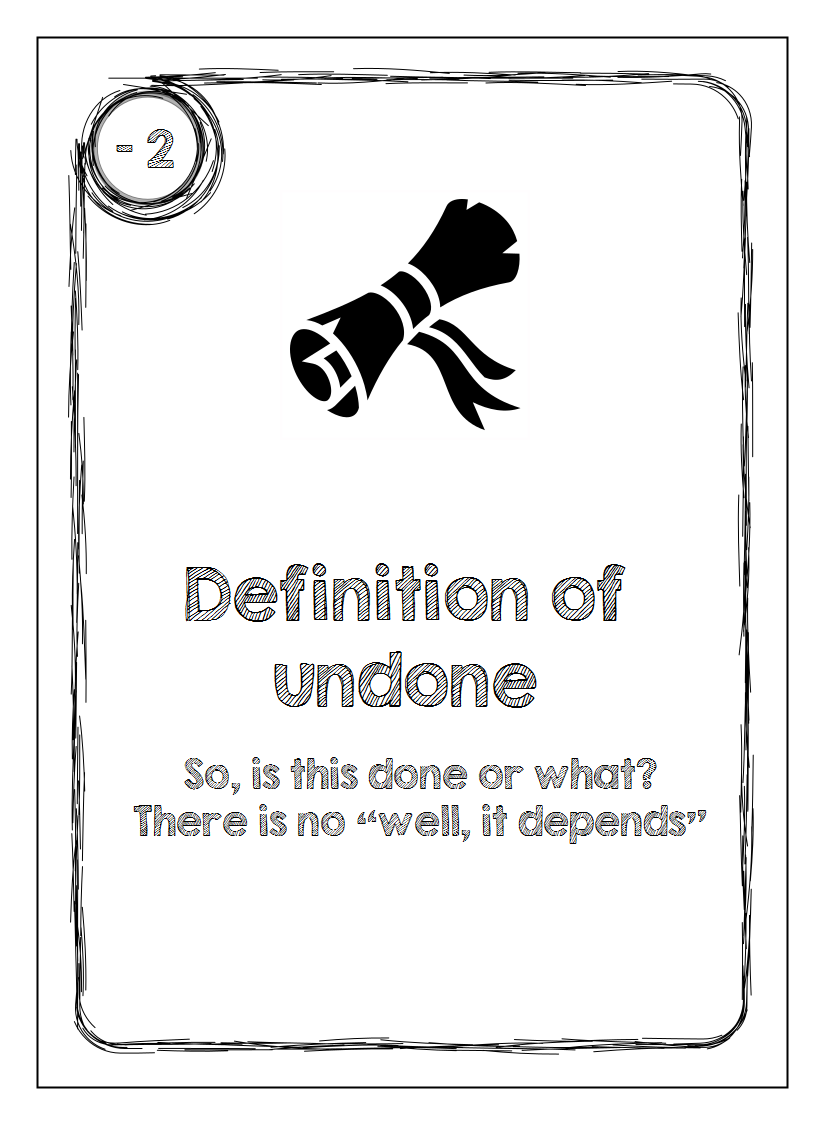 - 2
Definition of
undone
So, is this done or what?
There is no “well, it depends”